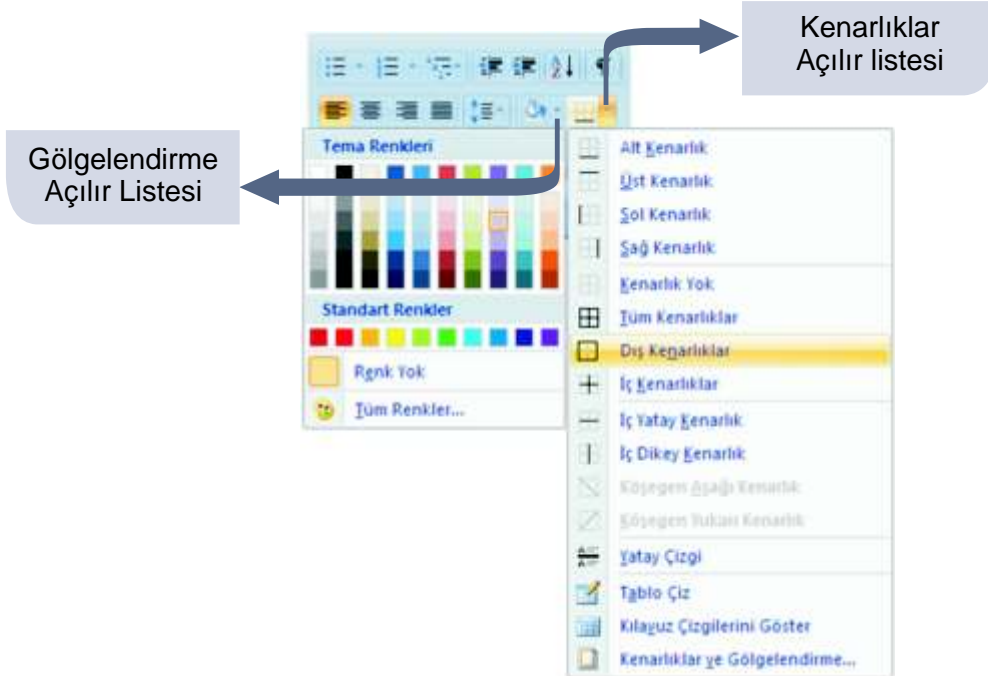 Kenarlıklar
Açılır listesi
Gölgelendirme
Açılır Listesi
Tema Renkleri
Standart Renkler
Renk Yok
Tüm Renkler...
Alt Kenarlık
Üst Kenarlık
Sol Kenarlık
Sağ Kenarlık
Kenarlık Yok
Tüm Kenarlıklar
Dış Kenarlıklar
İç Kenarlıklar
İç Yatay Kenarlık
İç Dikey Kenarlık
Köşegen Aşağı Kenarlık
Köşegen Yukarı Kenarlık
Yatay Çizgi
Tablo Çiz
Kılavuz Çizgilerini Göster
Kenarlıklar ve Gölgelendirme...